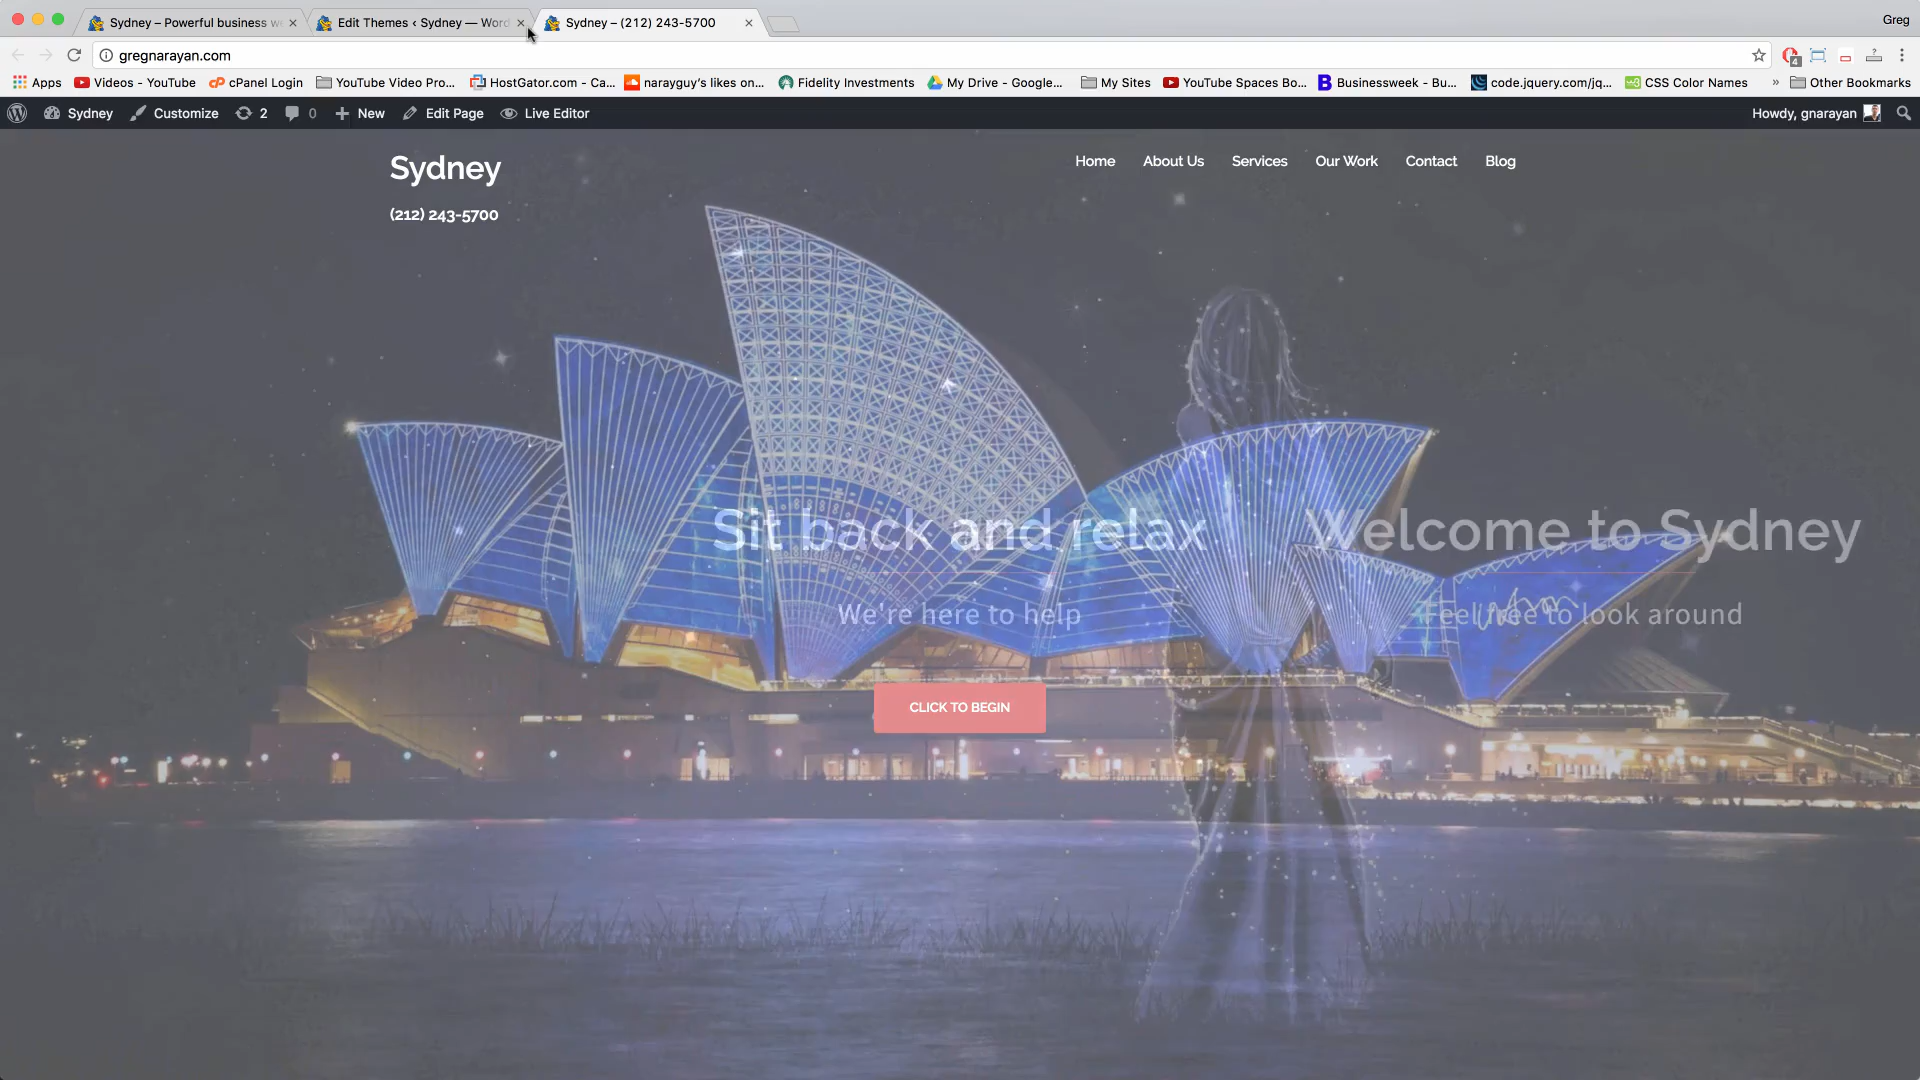 Sydney – Powerful business w
Edit Themes ‹ Sydney — Word
Sydney – (212) 243-5700
Greg
gregnarayan.com
4
Apps
Videos - YouTube
cPanel Login
YouTube Video Pro...
HostGator.com - Ca...
narayguy's likes on...
Fidelity Investments
My Drive - Google...
My Sites
YouTube Spaces Bo...
Businessweek - Bu...
code.jquery.com/jq...
CSS Color Names
»
Other Bookmarks
Sydney
Customize
2
0
New
Edit Page
Live Editor
Howdy, gnarayan
Sydney
(212) 243-5700
Home
About Us
Services
Our Work
Contact
Blog
Sit back and relax
Welcome to Sydney
We're here to help
Feel free to look around
CLICK TO BEGIN